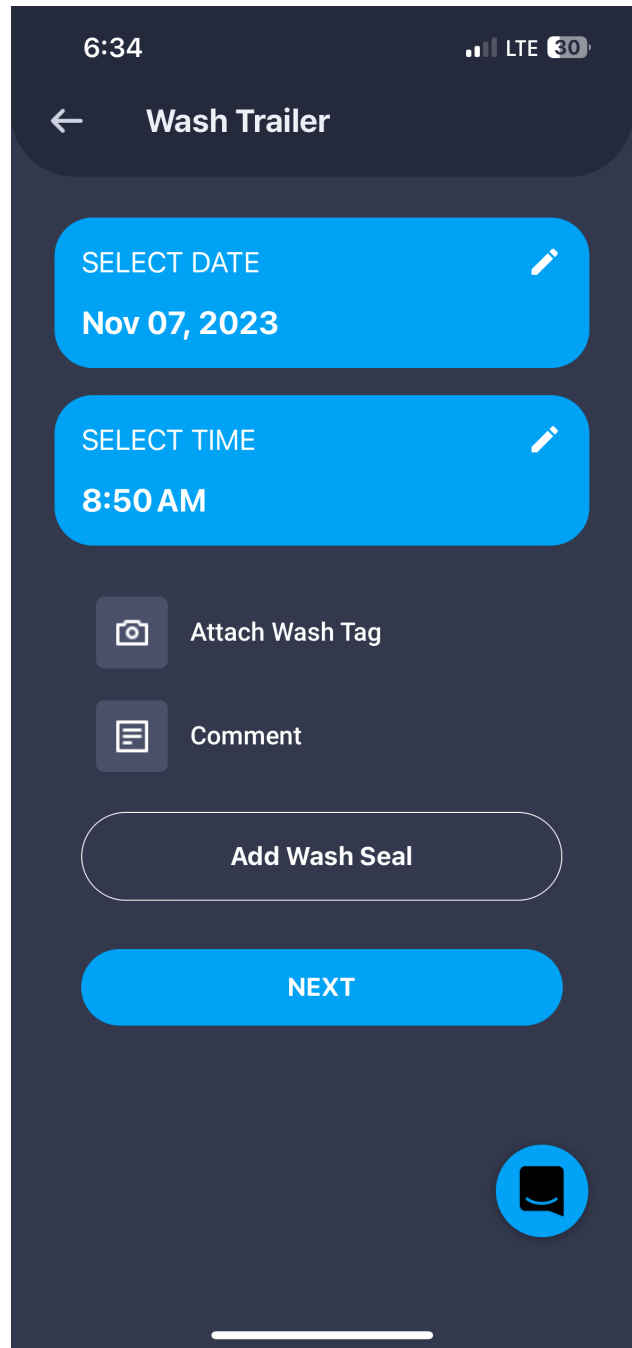 6:34 LTE 30
Wash Trailer
SELECT DATE
Nov 07, 2023
SELECT TIME
8:50 AM
Attach Wash Tag
Comment
Add Wash Seal
NEXT